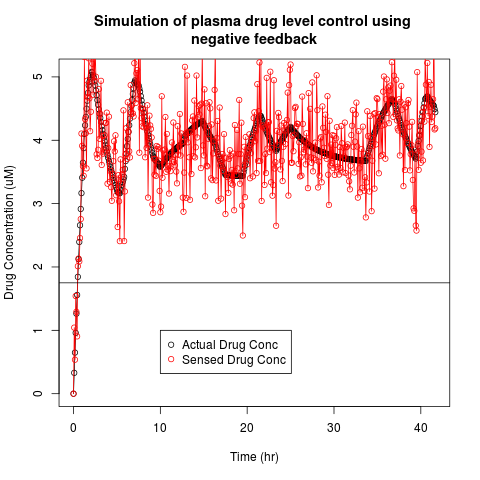 Simulation of plasma drug level control using
negative feedback
Drug Concentration (uM)
5
4
3
2
1
0
Actual Drug Conc
Sensed Drug Conc
0 10 20 30 40
Time (hr)